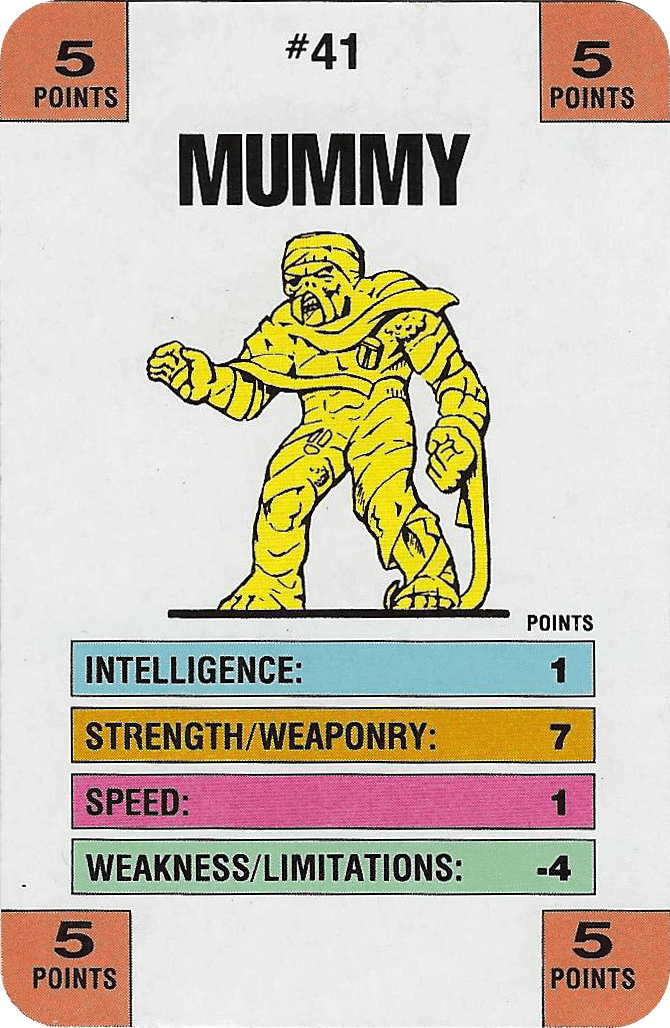 5
POINTS
#41
5
POINTS
MUMMY
POINTS
INTELLIGENCE: 1
STRENGTH/WEAPONRY: 7
SPEED: 1
WEAKNESS/LIMITATIONS: -4
5
POINTS
5
POINTS